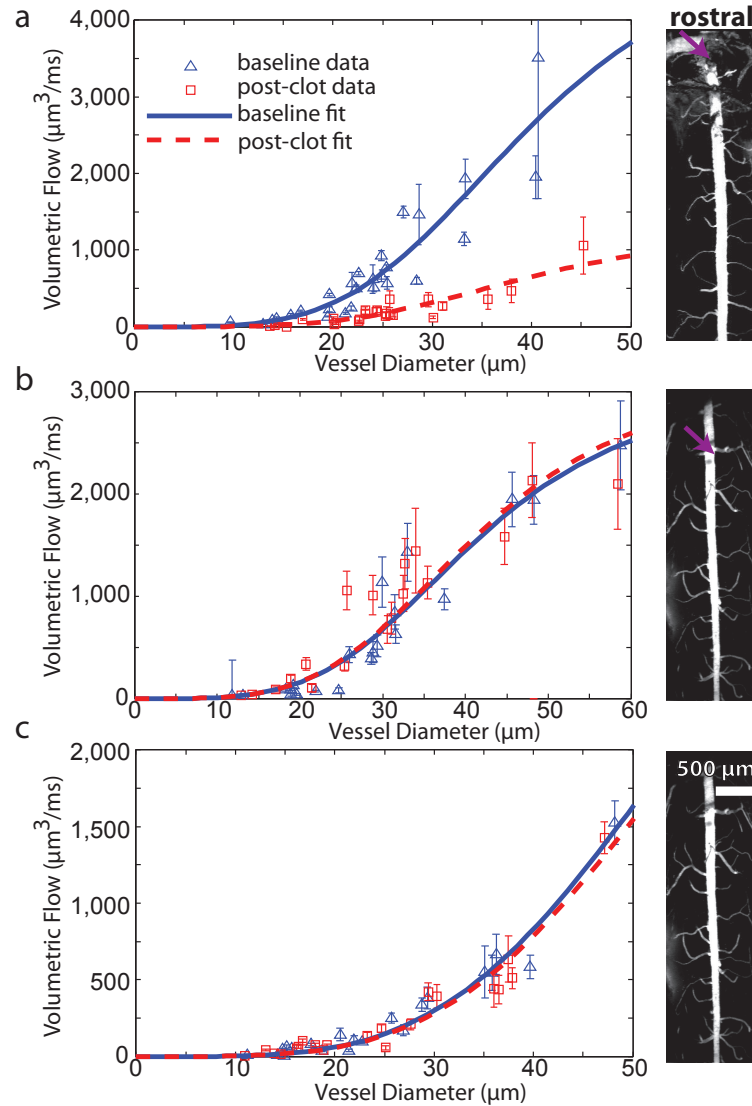 a
rostral
4,000
3,000
2,000
1,000
0
Volumetric Flow (µm³/ms)
baseline data
post-clot data
baseline fit
post-clot fit
0 10 20 30 40 50
Vessel Diameter (µm)
b
3,000
2,000
1,000
0
Volumetric Flow (µm³/ms)
0 10 20 30 40 50 60
Vessel Diameter (µm)
c
2,000
1,500
1,000
500
0
Volumetric Flow (µm³/ms)
0 10 20 30 40 50
Vessel Diameter (µm)
500 µm